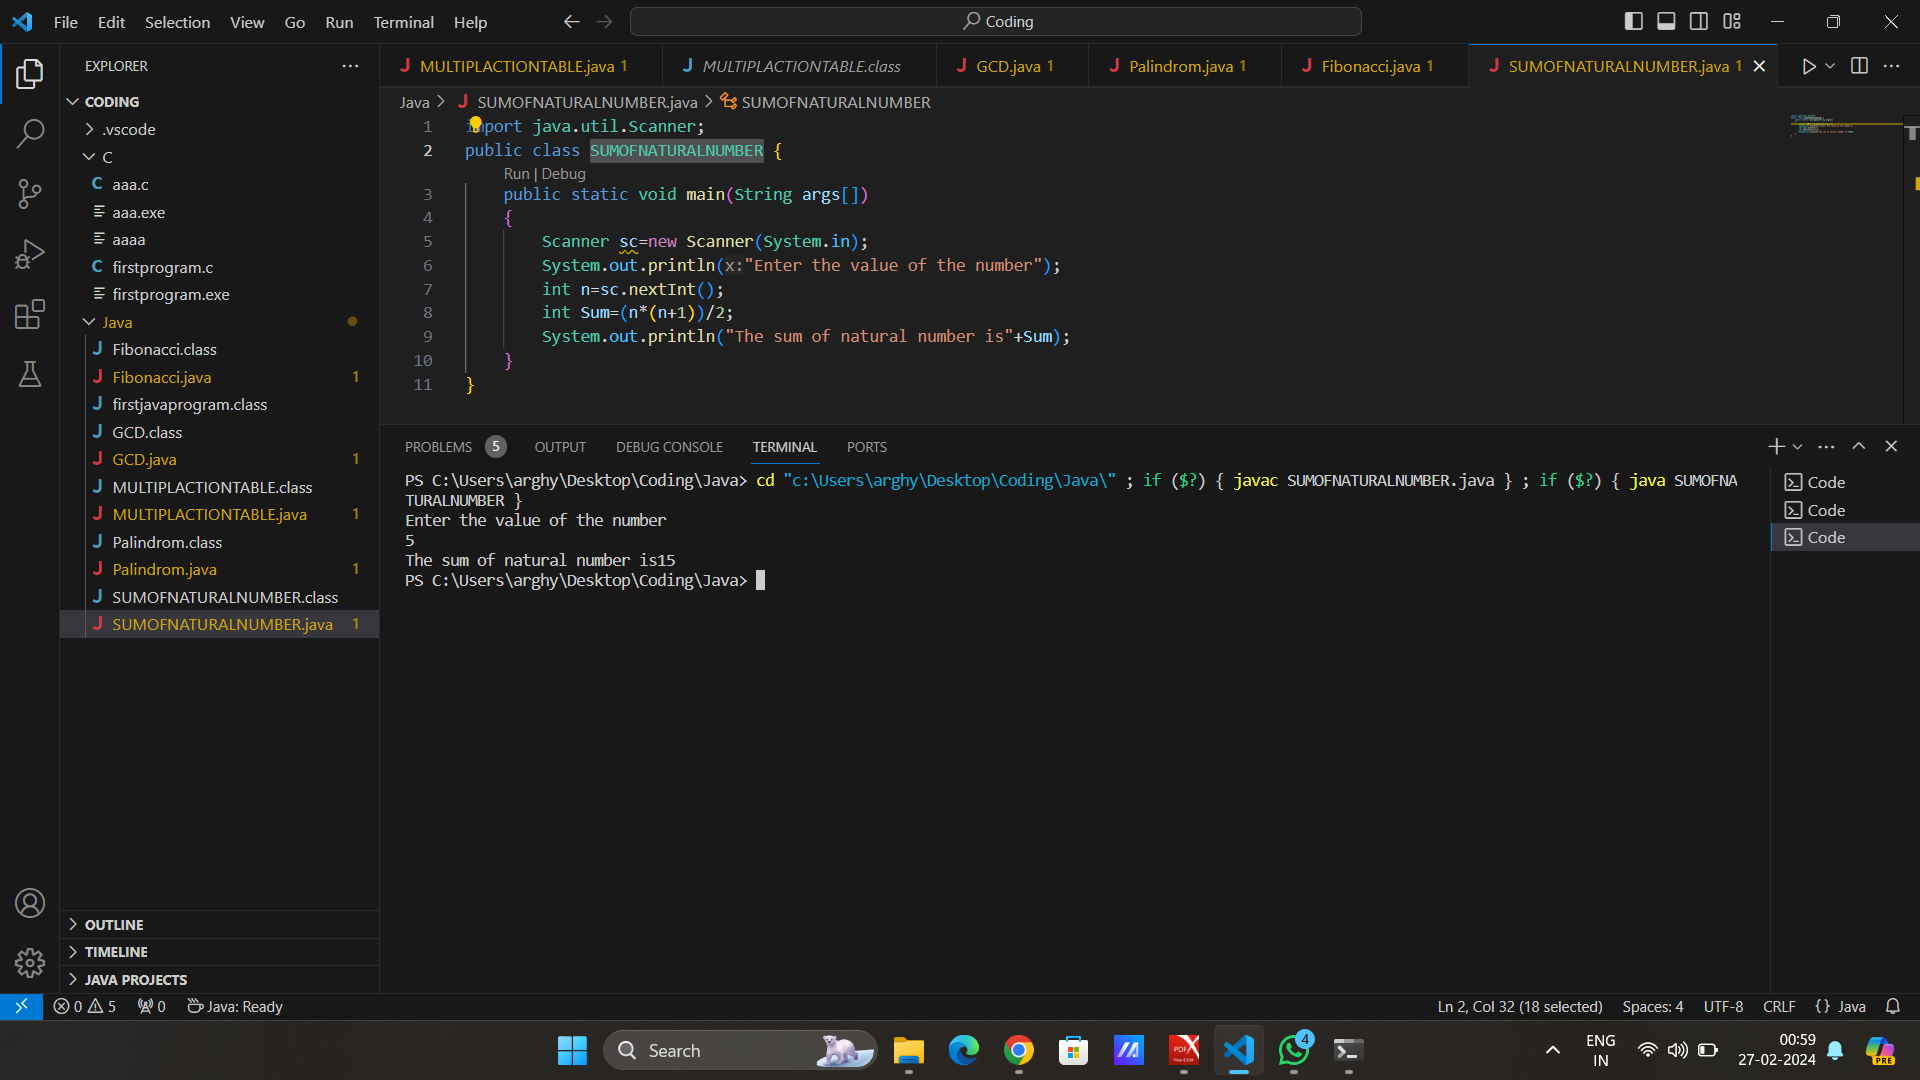 File Edit Selection View Go Run Terminal Help Coding
EXPLORER
CODING
.vscode
C
C aaa.c
aaa.exe
aaaa
C firstprogram.c
firstprogram.exe
Java
J Fibonacci.class
J Fibonacci.java 1
J firstjavaprogram.class
J GCD.class
J GCD.java 1
J MULTIPLACTIONTABLE.class
J MULTIPLACTIONTABLE.java 1
J Palindrom.class
J Palindrom.java 1
J SUMOFNATURALNUMBER.class
J SUMOFNATURALNUMBER.java 1
OUTLINE
TIMELINE
JAVA PROJECTS
J MULTIPLACTIONTABLE.java 1 J MULTIPLACTIONTABLE.class J GCD.java 1 J Palindrom.java 1 J Fibonacci.java 1 J SUMOFNATURALNUMBER.java 1
Java > J SUMOFNATURALNUMBER.java > SUMOFNATURALNUMBER
1 import java.util.Scanner;
2 public class SUMOFNATURALNUMBER {
Run | Debug
3 public static void main(String args[])
4 {
5 Scanner sc=new Scanner(System.in);
6 System.out.println(x:"Enter the value of the number");
7 int n=sc.nextInt();
8 int Sum=(n*(n+1))/2;
9 System.out.println("The sum of natural number is"+Sum);
10 }
11 }
PROBLEMS 5 OUTPUT DEBUG CONSOLE TERMINAL PORTS
PS C:\Users\arghy\Desktop\Coding\Java> cd "c:\Users\arghy\Desktop\Coding\Java\" ; if ($?) { javac SUMOFNATURALNUMBER.java } ; if ($?) { java SUMOFNA
TURALNUMBER }
Enter the value of the number
5
The sum of natural number is15
PS C:\Users\arghy\Desktop\Coding\Java>
Code
Code
Code
0 5 0 Java: Ready Ln 2, Col 32 (18 selected) Spaces: 4 UTF-8 CRLF {} Java
Search
PDF
4
ENG
IN
00:59
27-02-2024
PRE